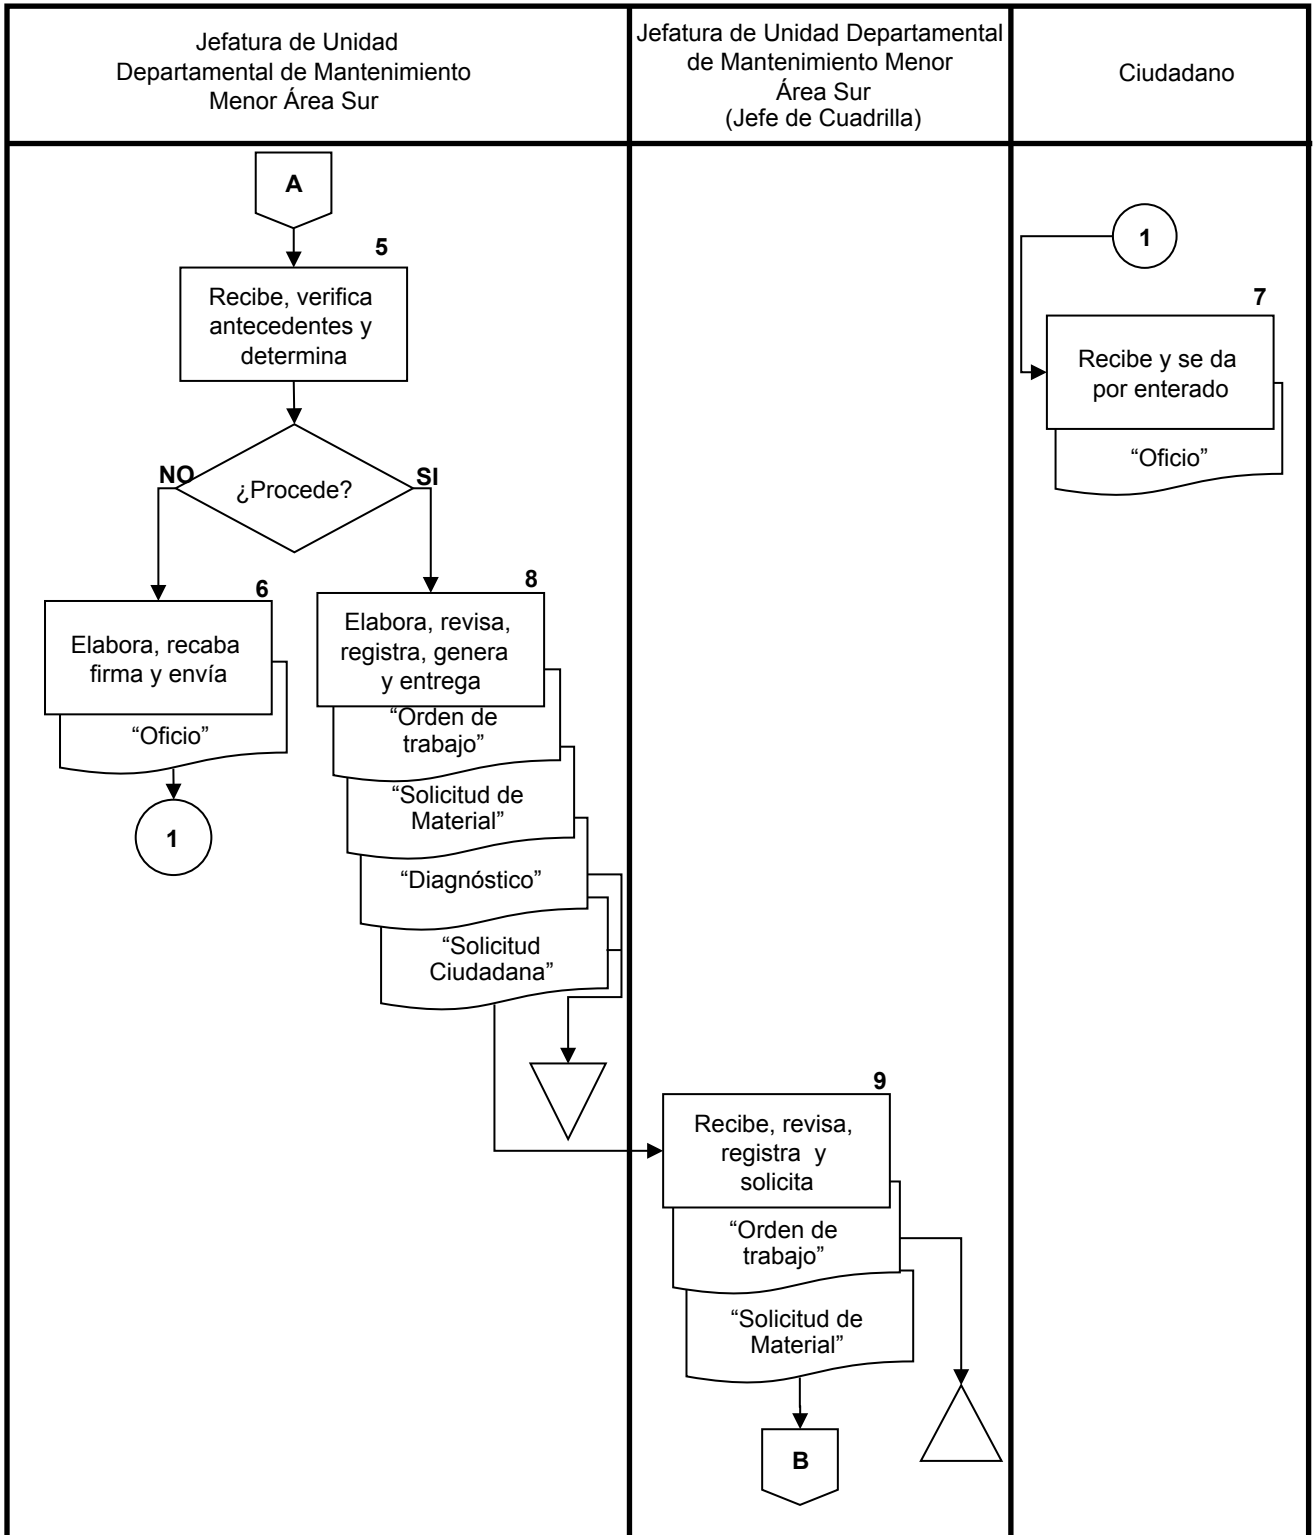 Jefatura de Unidad
Departamental de Mantenimiento
Menor Área Sur
Jefatura de Unidad Departamental
de Mantenimiento Menor
Área Sur
(Jefe de Cuadrilla)
Ciudadano
A
5
Recibe, verifica
antecedentes y
determina
¿Procede?
NO
SI
6
Elabora, recaba
firma y envía
“Oficio”
1
8
Elabora, revisa,
registra, genera
y entrega
“Orden de
trabajo”
“Solicitud de
Material”
“Diagnóstico”
“Solicitud
Ciudadana”
9
Recibe, revisa,
registra y
solicita
“Orden de
trabajo”
“Solicitud de
Material”
B
1
7
Recibe y se da
por enterado
“Oficio”